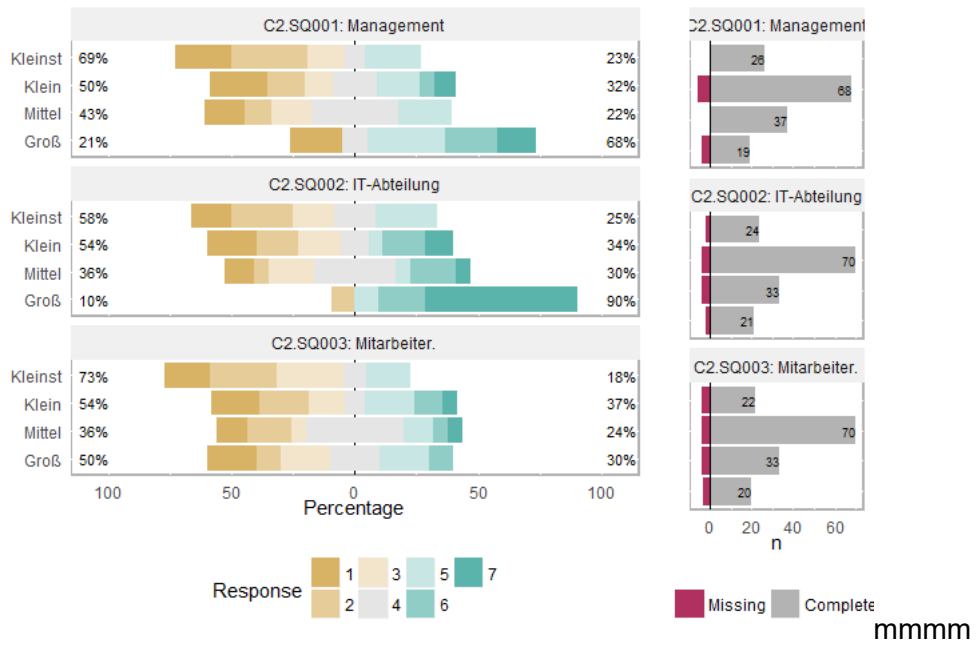 C2.SQ001: Management
Kleinst 69% 23%
Klein 50% 32%
Mittel 43% 22%
Groß 21% 68%
C2.SQ002: IT-Abteilung
Kleinst 58% 25%
Klein 54% 34%
Mittel 36% 30%
Groß 10% 90%
C2.SQ003: Mitarbeiter.
Kleinst 73% 18%
Klein 54% 37%
Mittel 36% 24%
Groß 50% 30%
100 50 0 50 100
Percentage
Response
1 3 5 7
2 4 6
C2.SQ001: Management
26
68
37
19
C2.SQ002: IT-Abteilung
24
70
33
21
C2.SQ003: Mitarbeiter.
22
70
33
20
0 20 40 60
n
Missing Complete
mmmm